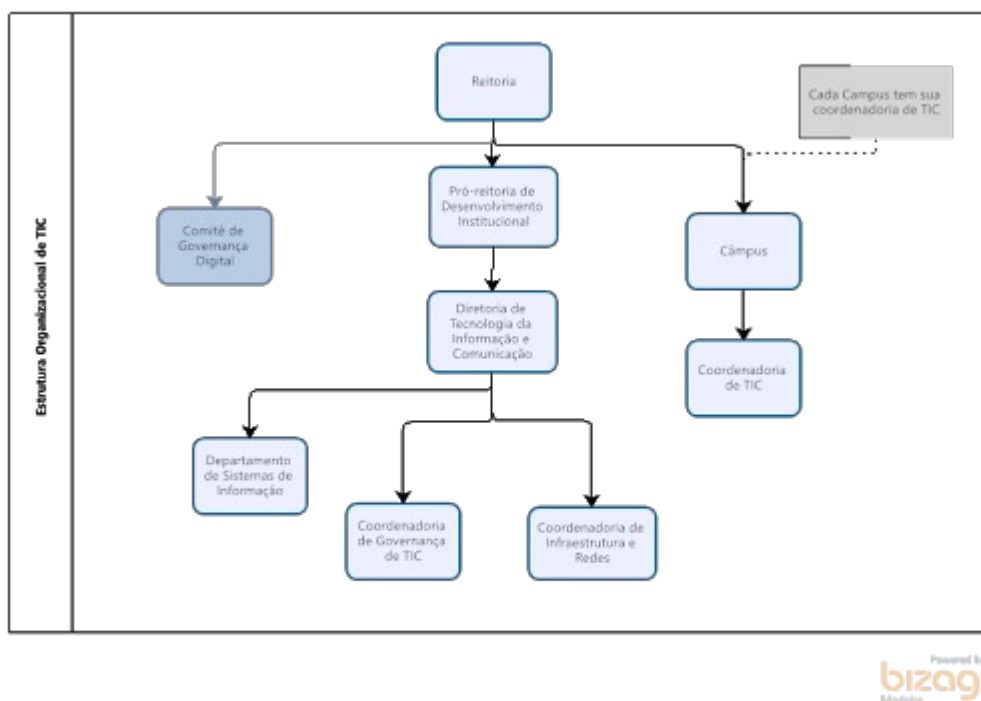 Estrutura Organizacional de TIC
Reitoria
Cada Campus tem sua
coordenadoria de TIC
Comitê de
Governança
Digital
Pró-reitoria de
Desenvolvimento
Institucional
Câmpus
Diretoria de
Tecnologia da
Informação e
Comunicação
Coordenadoria
de TIC
Departamento
de Sistemas de
Informação
Coordenadoria
de Governança
de TIC
Coordenadoria de
Infraestrutura e
Redes
Powered b
bizag
Modeler